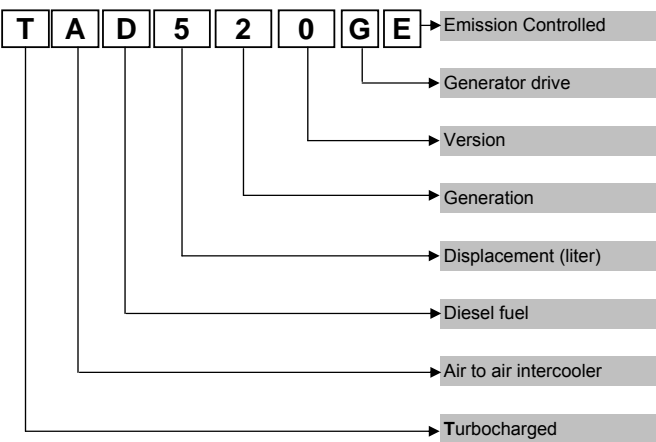 T A D 5 2 0 G E
Emission Controlled
Generator drive
Version
Generation
Displacement (liter)
Diesel fuel
Air to air intercooler
Turbocharged